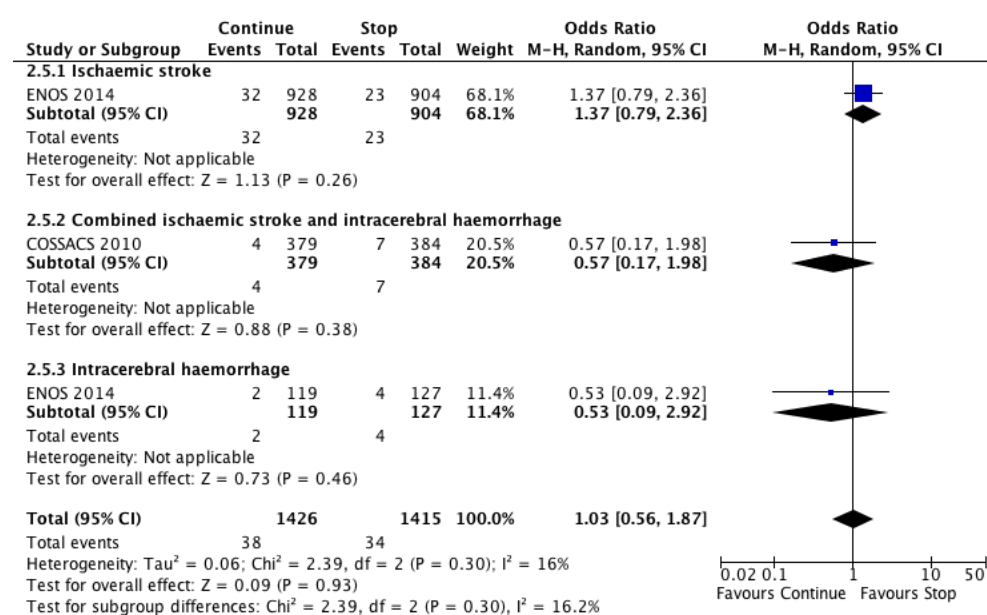 Continue Stop Odds Ratio Odds Ratio
Study or Subgroup Events Total Events Total Weight M-H, Random, 95% CI M-H, Random, 95% CI
2.5.1 Ischaemic stroke
ENOS 2014 32 928 23 904 68.1% 1.37 [0.79, 2.36]
Subtotal (95% CI) 928 904 68.1% 1.37 [0.79, 2.36]
Total events 32 23
Heterogeneity: Not applicable
Test for overall effect: Z = 1.13 (P = 0.26)
2.5.2 Combined ischaemic stroke and intracerebral haemorrhage
COSSACS 2010 4 379 7 384 20.5% 0.57 [0.17, 1.98]
Subtotal (95% CI) 379 384 20.5% 0.57 [0.17, 1.98]
Total events 4 7
Heterogeneity: Not applicable
Test for overall effect: Z = 0.88 (P = 0.38)
2.5.3 Intracerebral haemorrhage
ENOS 2014 2 119 4 127 11.4% 0.53 [0.09, 2.92]
Subtotal (95% CI) 119 127 11.4% 0.53 [0.09, 2.92]
Total events 2 4
Heterogeneity: Not applicable
Test for overall effect: Z = 0.73 (P = 0.46)
Total (95% CI) 1426 1415 100.0% 1.03 [0.56, 1.87]
Total events 38 34
Heterogeneity: Tau² = 0.06; Chi² = 2.39, df = 2 (P = 0.30); I² = 16%
Test for overall effect: Z = 0.09 (P = 0.93)
Test for subgroup differences: Chi² = 2.39, df = 2 (P = 0.30), I² = 16.2%
0.02 0.1 1 10 50
Favours Continue Favours Stop